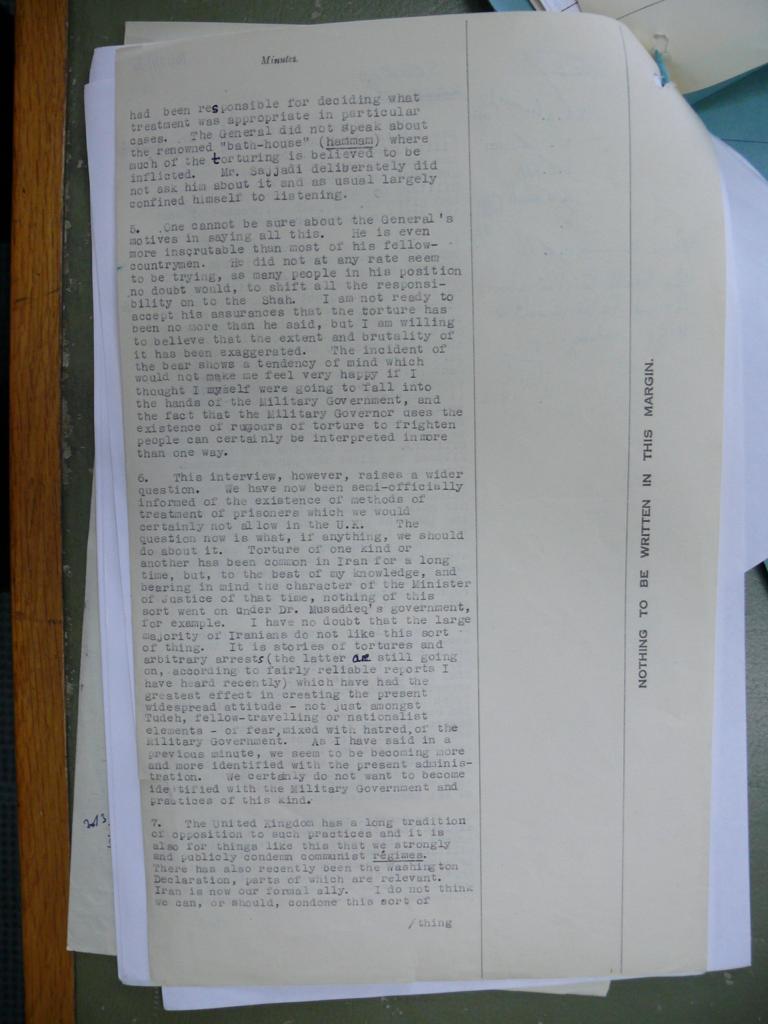 Minutes.
had been responsible for deciding what
treatment was appropriate in particular
cases. The General did not speak about
the renowned "bath-house" (hammam) where
much of the torturing is believed to be
inflicted. Mr. Sajjadi deliberately did
not ask him about it and as usual largely
confined himself to listening.
5. One cannot be sure about the General's
motives in saying all this. He is even
more inscrutable than most of his fellow-
countrymen. He did not at any rate seem
to be trying, as many people in his position
no doubt would, to shift all the responsi-
bility on to the Shah. I am not ready to
accept his assurances that the torture has
been no more than he said, but I am willing
to believe that the extent and brutality of
it has been exaggerated. The incident of
the bear shows a tendency of mind which
would not make me feel very happy if I
thought I myself were going to fall into
the hands of the Military Government, and
the fact that the Military Governor uses the
existence of rumours of torture to frighten
people can certainly be interpreted in more
than one way.
6. This interview, however, raises a wider
question. We have now been semi-officially
informed of the existence of methods of
treatment of prisoners which we would
certainly not allow in the U.K. The
question now is what, if anything, we should
do about it. Torture of one kind or
another has been common in Iran for a long
time, but, to the best of my knowledge, and
bearing in mind the character of the Minister
of Justice of that time, nothing of this
sort went on under Dr. Musaddeq's government,
for example. I have no doubt that the large
majority of Iranians do not like this sort
of thing. It is stories of tortures and
arbitrary arrests (the latter are still going
on, according to fairly reliable reports I
have heard recently) which have had the
greatest effect in creating the present
widespread attitude - not just amongst
Tudeh, fellow-travelling or nationalist
elements - of fear, mixed with hatred, of the
Military Government. As I have said in a
previous minute, we seem to be becoming more
and more identified with the present adminis-
tration. We certainly do not want to become
identified with the Military Government and
practices of this kind.
7. The United Kingdom has a long tradition
of opposition to such practices and it is
also for things like this that we strongly
and publicly condemn communist régimes.
There has also recently been the Washington
Declaration, parts of which are relevant.
Iran is now our formal ally. I do not think
we can, or should, condone this sort of
/thing
NOTHING TO BE WRITTEN IN THIS MARGIN.